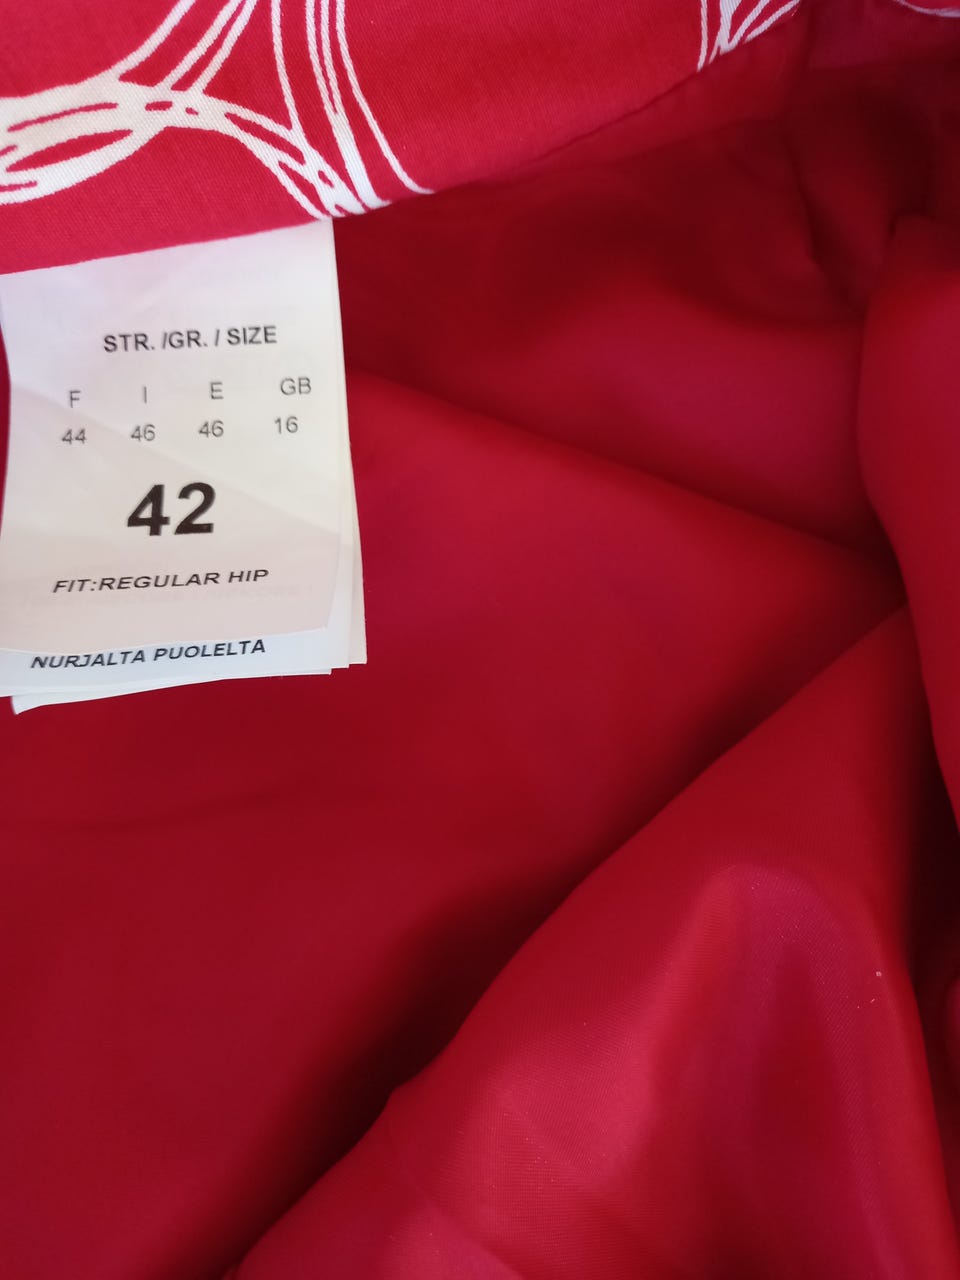 STR. /GR. / SIZE
F I E GB
44 46 46 16
42
FIT:REGULAR HIP
NURJALTA PUOLELTA